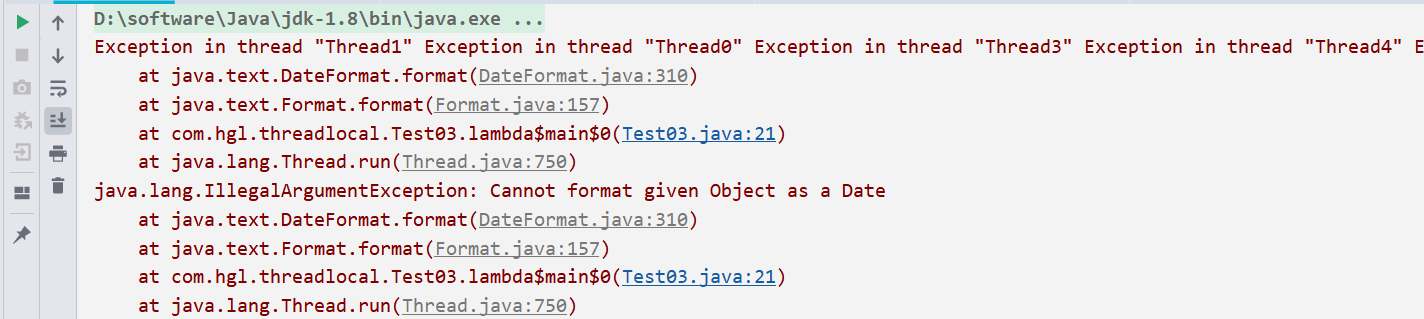 D:\software\Java\jdk-1.8\bin\java.exe ...
Exception in thread "Thread1" Exception in thread "Thread0" Exception in thread "Thread3" Exception in thread "Thread4" E
at java.text.DateFormat.format(DateFormat.java:310)
at java.text.Format.format(Format.java:157)
at com.hgl.threadlocal.Test03.lambda$main$0(Test03.java:21)
at java.lang.Thread.run(Thread.java:750)
java.lang.IllegalArgumentException: Cannot format given Object as a Date
at java.text.DateFormat.format(DateFormat.java:310)
at java.text.Format.format(Format.java:157)
at com.hgl.threadlocal.Test03.lambda$main$0(Test03.java:21)
at java.lang.Thread.run(Thread.java:750)